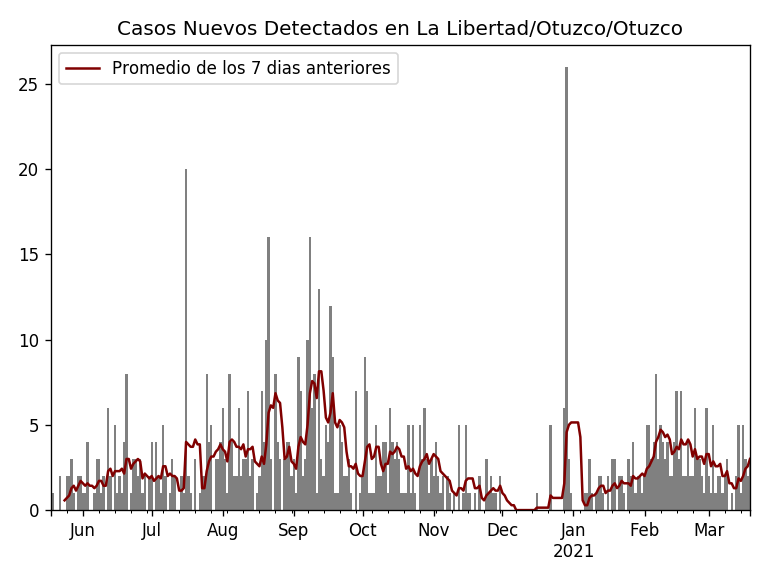 Casos Nuevos Detectados en La Libertad/Otuzco/Otuzco
Promedio de los 7 dias anteriores
25
20
15
10
5
0
Jun Jul Aug Sep Oct Nov Dec Jan Feb Mar
2021